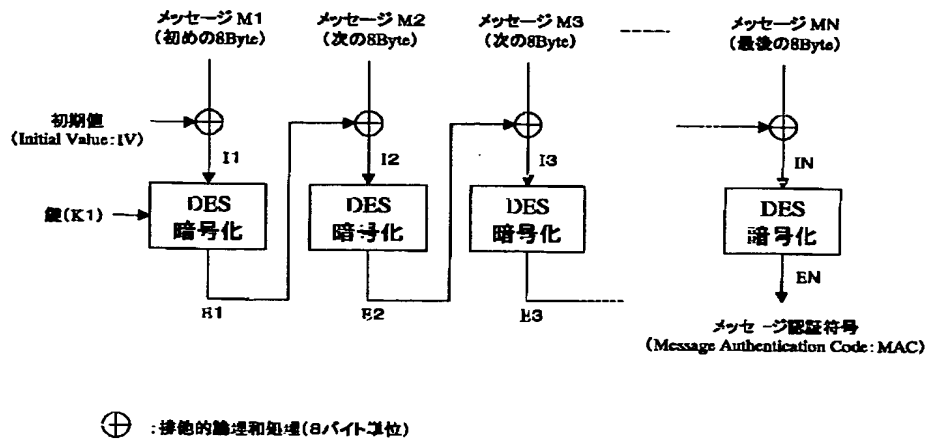 メッセージ M1
(初めの8Byte)
メッセージ M2
(次の8Byte)
メッセージ M3
(次の8Byte)
メッセージ MN
(最後の8Byte)
初期値
(Initial Value:IV)
I1
I2
I3
IN
鍵(K1)
DES
暗号化
DES
暗号化
DES
暗号化
DES
暗号化
E1
E2
E3
EN
メッセージ認証符号
(Message Authentication Code:MAC)
:排他的論理和処理(8バイト単位)